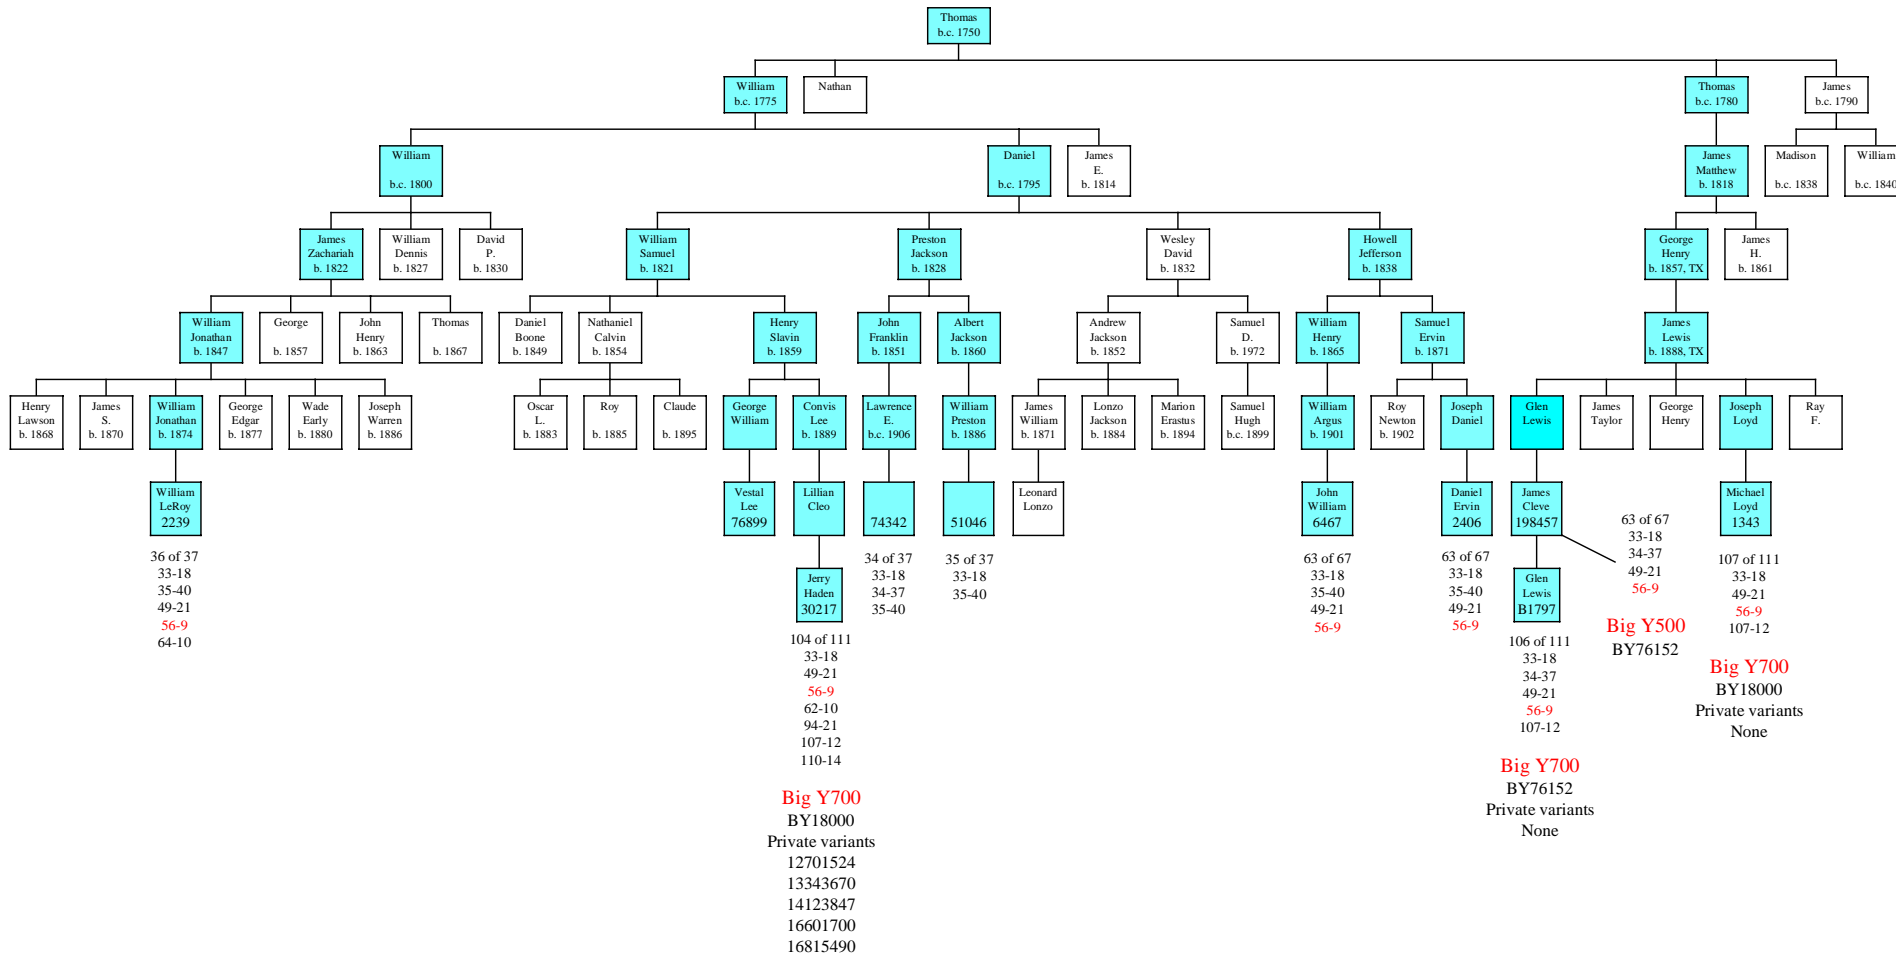 Thomas
b.c. 1750
William
b.c. 1775
Nathan
Thomas
b.c. 1780
James
b.c. 1790
William
b.c. 1800
Daniel
b.c. 1795
James
E.
b. 1814
James
Matthew
b. 1818
Madison
b.c. 1838
William
b.c. 1840
James
Zachariah
b. 1822
William
Dennis
b. 1827
David
P.
b. 1830
William
Samuel
b. 1821
Preston
Jackson
b. 1828
Wesley
David
b. 1832
Howell
Jefferson
b. 1838
George
Henry
b. 1857, TX
James
H.
b. 1861
William
Jonathan
b. 1847
George
b. 1857
John
Henry
b. 1863
Thomas
b. 1867
Daniel
Boone
b. 1849
Nathaniel
Calvin
b. 1854
Henry
Slavin
b. 1859
John
Franklin
b. 1851
Albert
Jackson
b. 1860
Andrew
Jackson
b. 1852
Samuel
D.
b. 1972
William
Henry
b. 1865
Samuel
Ervin
b. 1871
James
Lewis
b. 1888, TX
Henry
Lawson
b. 1868
James
S.
b. 1870
William
Jonathan
b. 1874
George
Edgar
b. 1877
Wade
Early
b. 1880
Joseph
Warren
b. 1886
Oscar
L.
b. 1883
Roy
b. 1885
Claude
b. 1895
George
William
Convis
Lee
b. 1889
Lawrence
E.
b.c. 1906
William
Preston
b. 1886
James
William
b. 1871
Lonzo
Jackson
b. 1884
Marion
Erastus
b. 1894
Samuel
Hugh
b.c. 1899
William
Argus
b. 1901
Roy
Newton
b. 1902
Joseph
Daniel
Glen
Lewis
James
Taylor
George
Henry
Joseph
Loyd
Ray
F.
William
LeRoy
2239
Vestal
Lee
76899
Lillian
Cleo
74342
51046
Leonard
Lonzo
John
William
6467
Daniel
Ervin
2406
James
Cleve
198457
Michael
Loyd
1343
36 of 37
33-18
35-40
49-21
56-9
64-10
Jerry
Haden
30217
104 of 111
33-18
49-21
56-9
62-10
94-21
107-12
110-14
Big Y700
BY18000
Private variants
12701524
13343670
14123847
16601700
16815490
34 of 37
33-18
34-37
35-40
35 of 37
33-18
35-40
63 of 67
33-18
35-40
49-21
56-9
63 of 67
33-18
35-40
49-21
56-9
Glen
Lewis
B1797
106 of 111
33-18
34-37
49-21
56-9
107-12
Big Y700
BY76152
Private variants
None
63 of 67
33-18
34-37
49-21
56-9
Big Y500
BY76152
107 of 111
33-18
49-21
56-9
107-12
Big Y700
BY18000
Private variants
None